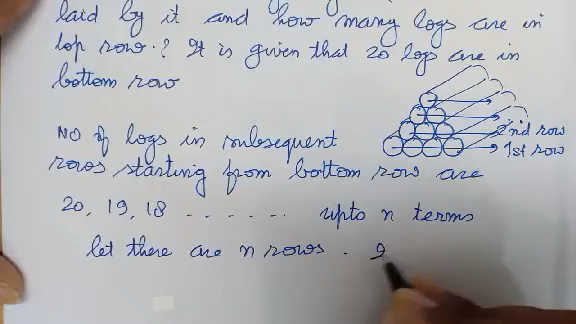 laid by it and how many logs are in
top row? It is given that 20 logs are in
bottom row
No of logs in subsequent
rows starting from bottom row are
2nd row
1st row
20, 19, 18 ....... upto n terms
let there are n rows.